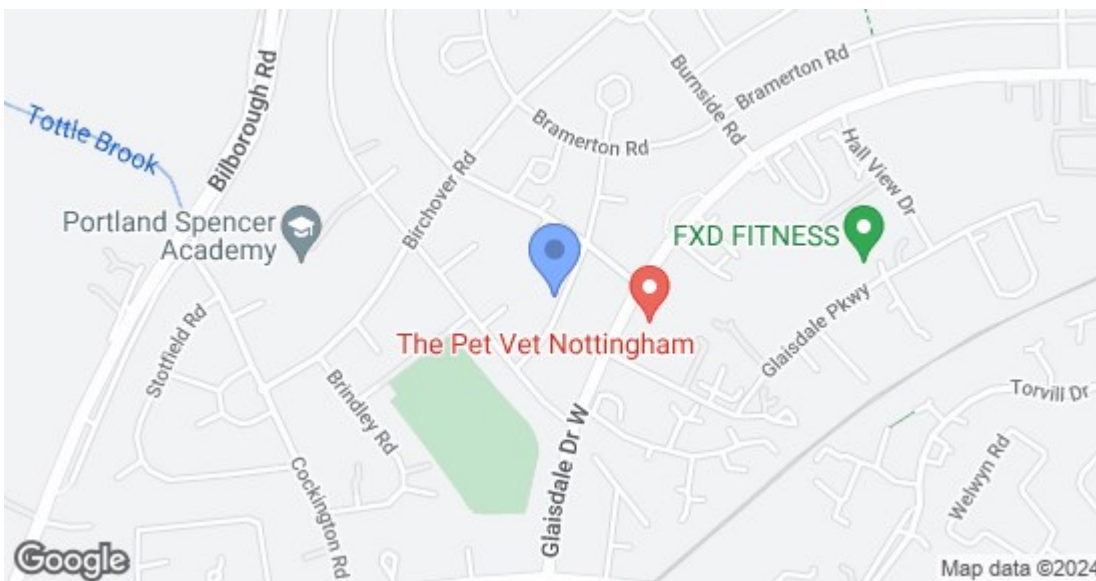 Tottle Brook
Bilborough Rd
Portland Spencer
Academy
Birchover Rd
Bramerton Rd
Burnside Rd
Bramerton Rd
Hall View Dr
FXD FITNESS
The Pet Vet Nottingham
Glaisdale Pkwy
Stotfield Rd
Brindley Rd
Cockington Rd
Glaisdale Dr W
Torvill Dr
Welwyn Rd
Google
Map data ©2024